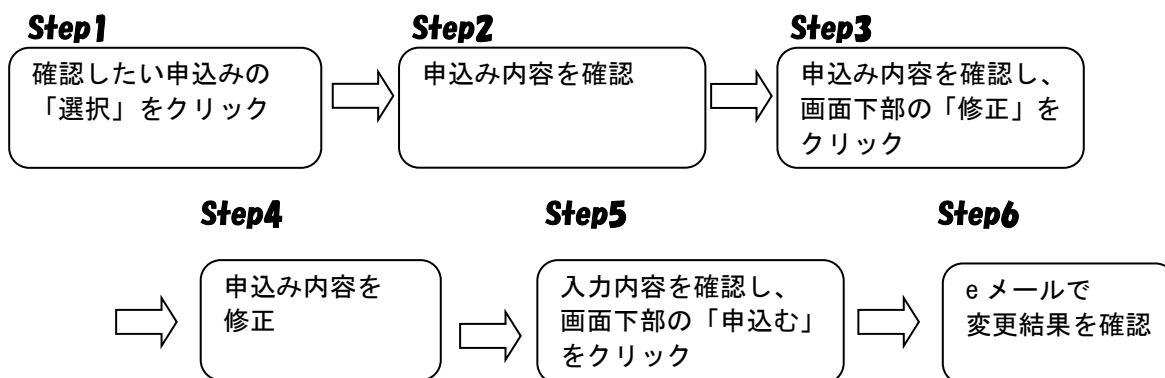 Step1
確認したい申込みの
「選択」をクリック
Step2
申込み内容を確認
Step3
申込み内容を確認し、
画面下部の「修正」を
クリック
Step4
申込み内容を
修正
Step5
入力内容を確認し、
画面下部の「申込む」
をクリック
Step6
e メールで
変更結果を確認